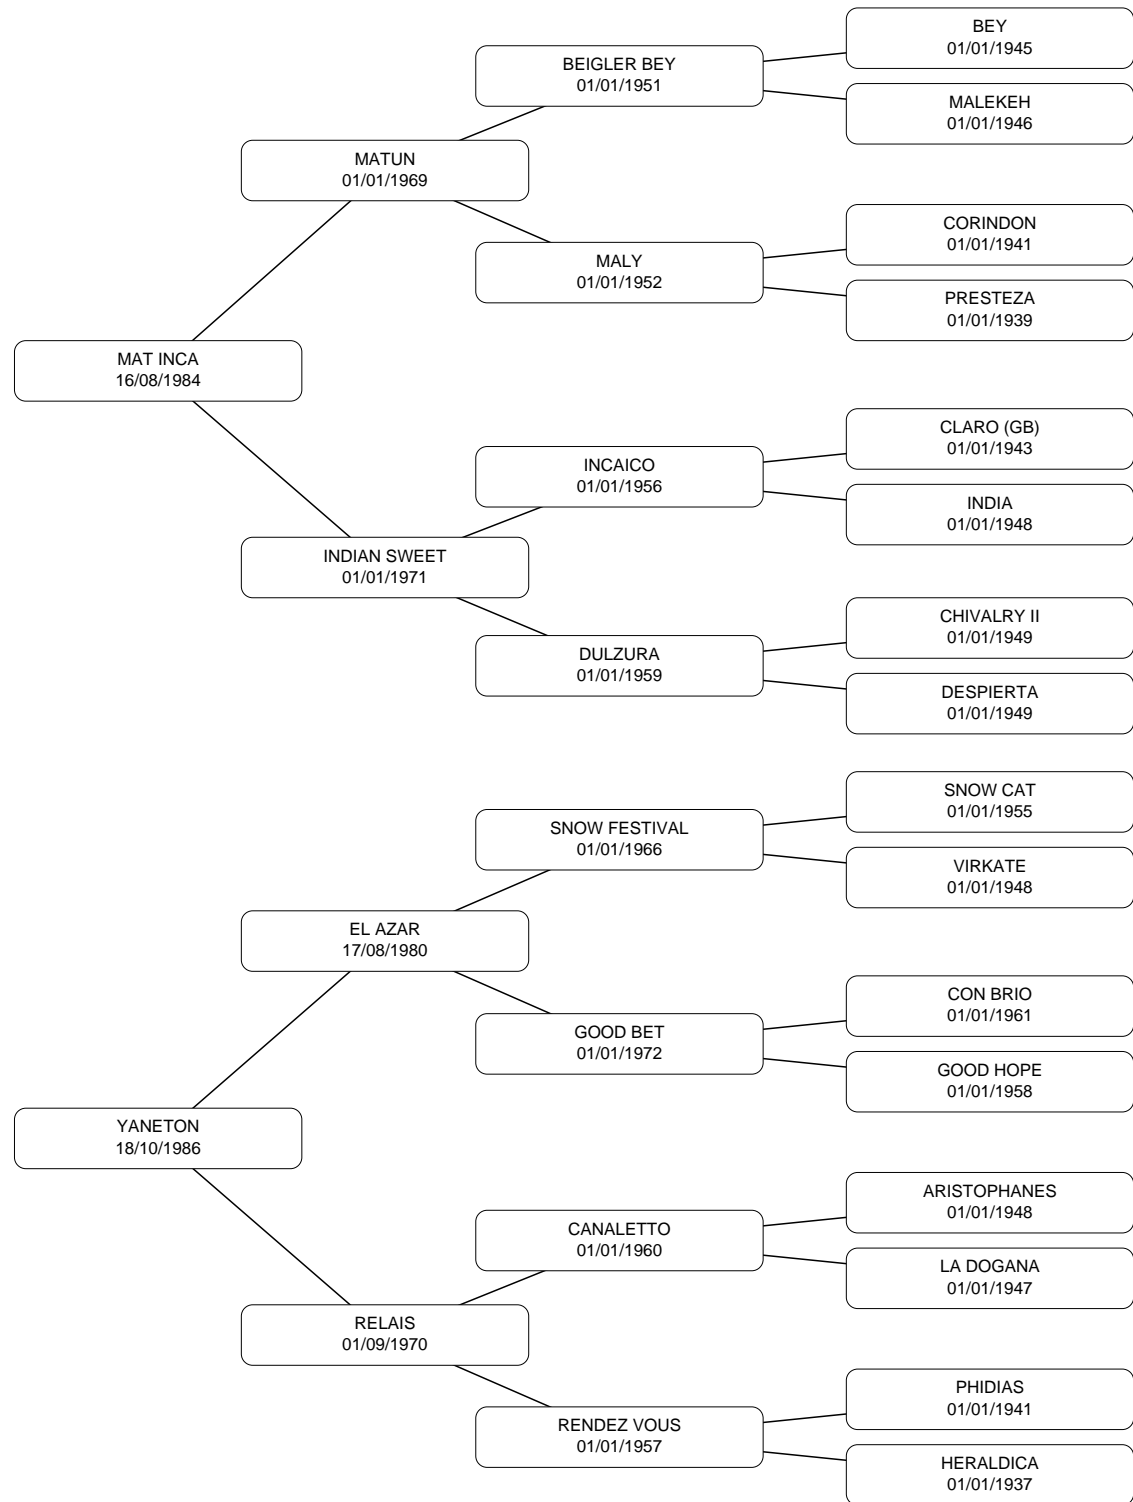 BEY
01/01/1945
BEIGLER BEY
01/01/1951
MALEKEH
01/01/1946
MATUN
01/01/1969
CORINDON
01/01/1941
MALY
01/01/1952
PRESTEZA
01/01/1939
MAT INCA
16/08/1984
CLARO (GB)
01/01/1943
INCAICO
01/01/1956
INDIA
01/01/1948
INDIAN SWEET
01/01/1971
CHIVALRY II
01/01/1949
DULZURA
01/01/1959
DESPIERTA
01/01/1949
SNOW CAT
01/01/1955
SNOW FESTIVAL
01/01/1966
VIRKATE
01/01/1948
EL AZAR
17/08/1980
CON BRIO
01/01/1961
GOOD BET
01/01/1972
GOOD HOPE
01/01/1958
YANETON
18/10/1986
ARISTOPHANES
01/01/1948
CANALETTO
01/01/1960
LA DOGANA
01/01/1947
RELAIS
01/09/1970
PHIDIAS
01/01/1941
RENDEZ VOUS
01/01/1957
HERALDICA
01/01/1937